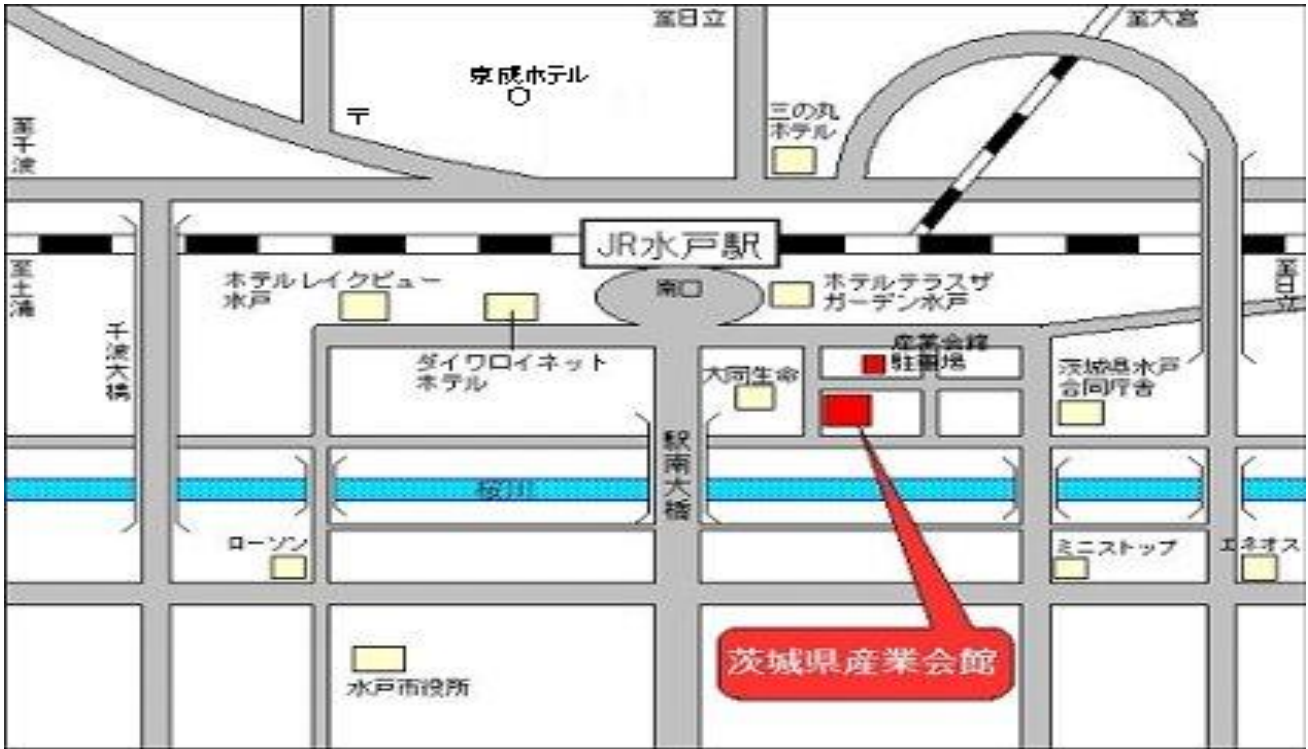 至日立
至大宮
京成ホテル
〒
三の丸
ホテル
至千波
JR水戸駅
至土浦
ホテルレイクビュー
水戸
南口
ホテルテラスザ
ガーデン水戸
至日立
千波大橋
ダイワロイネット
ホテル
大同生命
産業会館
駐車場
茨城県水戸
合同庁舎
駅南大橋
桜川
ローソン
ミニストップ
エネオス
茨城県産業会館
水戸市役所